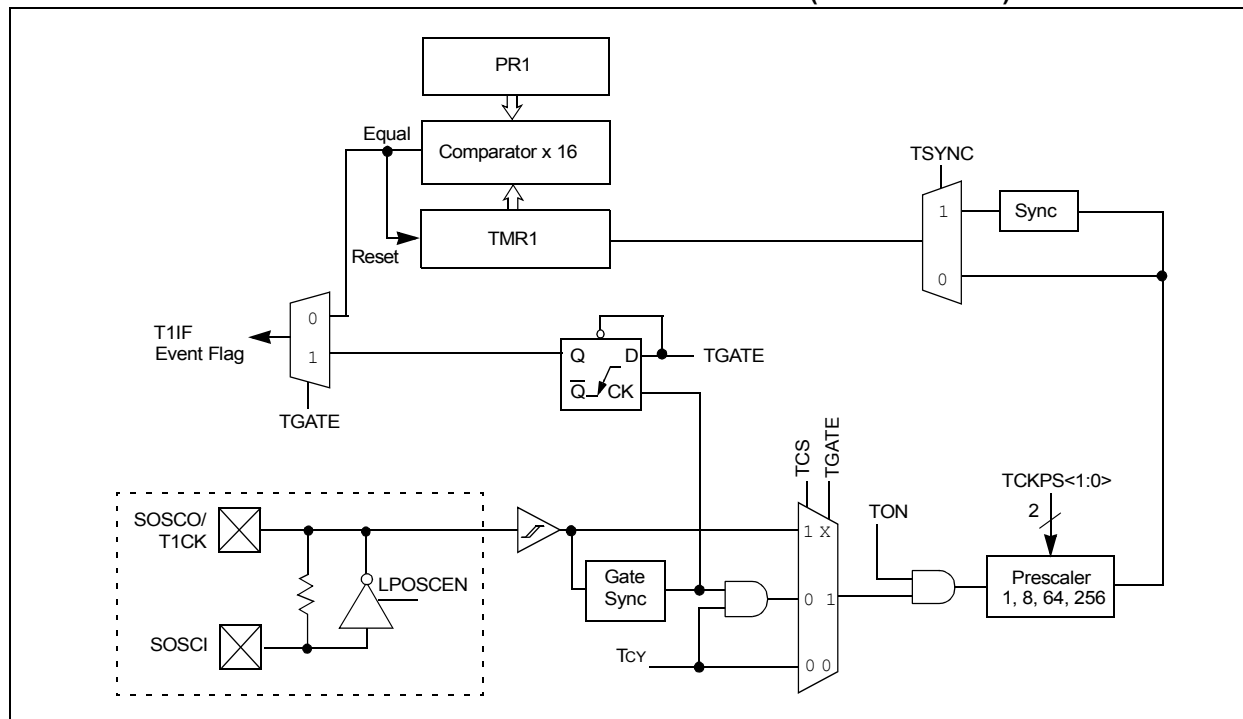 PR1
Equal
Comparator x 16
TSYNC
1
Sync
TMR1
Reset
0
0
T1IF
Event Flag
1
Q
D
TGATE
Q
CK
TGATE
TCS
TGATE
TCKPS<1:0>
2
SOSCO/
T1CK
1 X
TON
LPOSCEN
Gate
Sync
0 1
Prescaler
1, 8, 64, 256
SOSCI
TCY
0 0